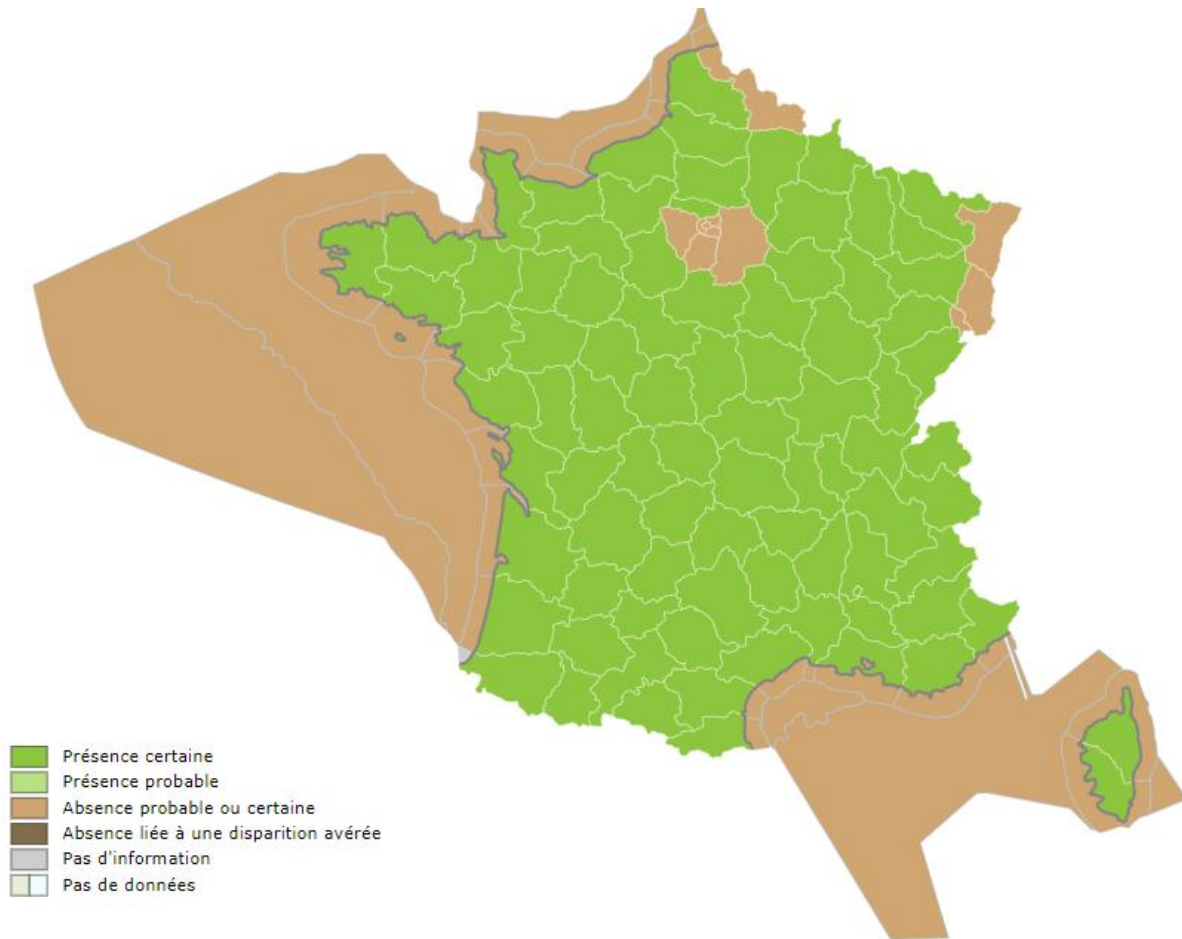 Présence certaine
Présence probable
Absence probable ou certaine
Absence liée à une disparition avérée
Pas d'information
Pas de données